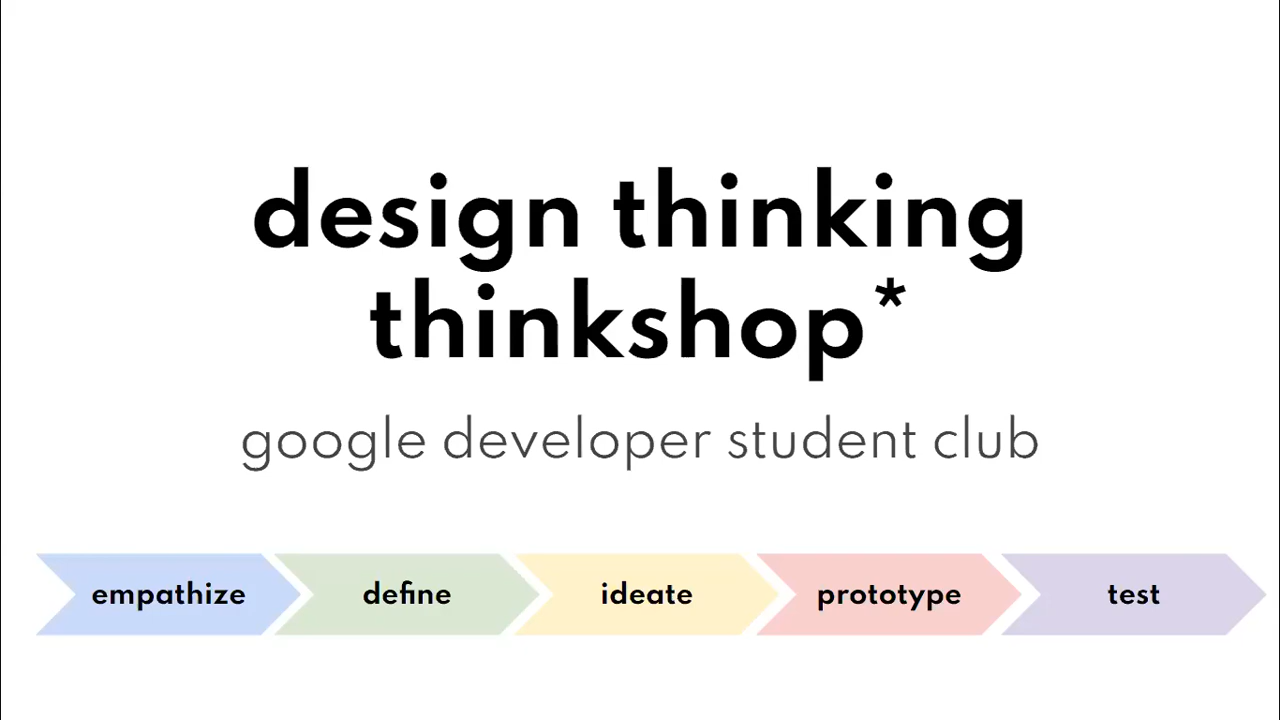 design thinking
thinkshop*
google developer student club
empathize define ideate prototype test